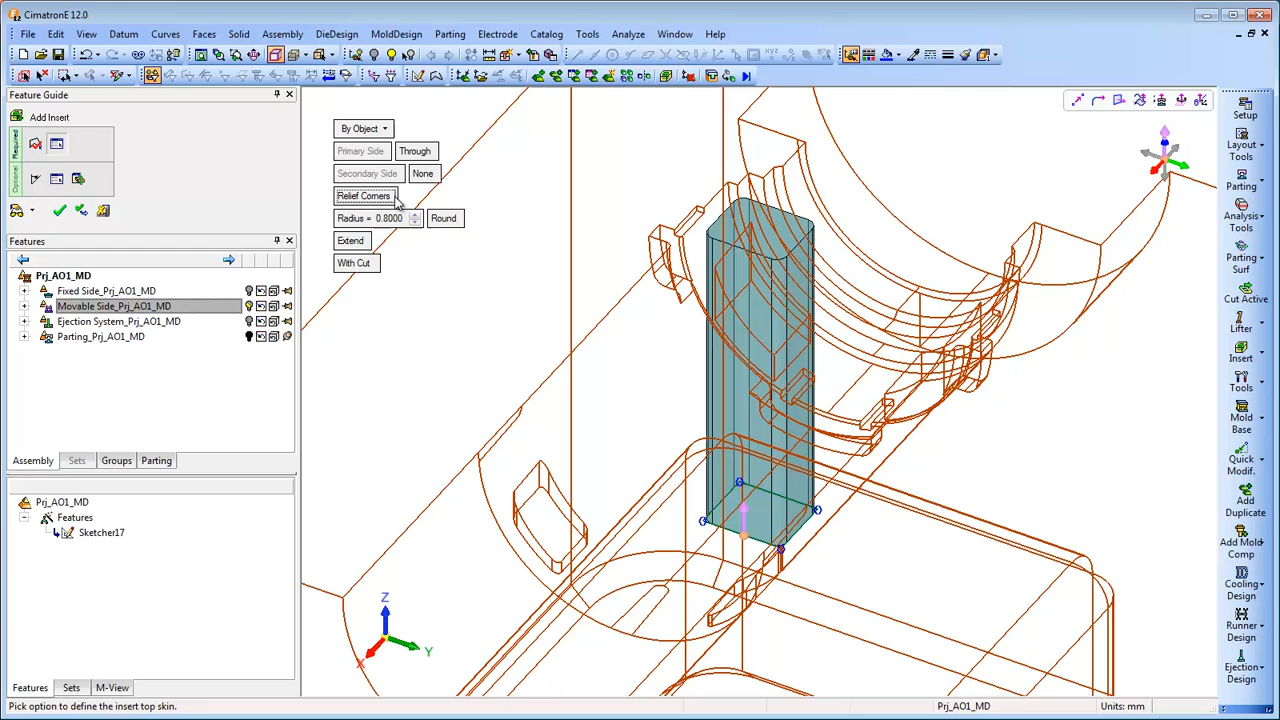 CimatronE 12.0
File Edit View Datum Curves Faces Solid Assembly DieDesign MoldDesign Parting Electrode Catalog Tools Analyze Window Help
Feature Guide
Add Insert
Required
Optional
Features
Prj_AO1_MD
Fixed Side_Prj_AO1_MD
Movable Side_Prj_AO1_MD
Ejection System_Prj_AO1_MD
Parting_Prj_AO1_MD
Assembly Sets Groups Parting
Prj_AO1_MD
Features
Sketcher17
Features Sets M-View
By Object
Primary Side Through
Secondary Side None
Relief Corners
Radius = 0.8000 Round
Extend
With Cut
Z
X
Y
Setup
Layout
Tools
Parting
Analysis
Tools
Parting
Surf
Cut Active
Lifter
Insert
Tools
Mold
Base
Quick
Modif.
Add
Duplicate
Add Mold
Comp
Cooling
Design
Runner
Design
Ejection
Design
Pick option to define the insert top skin.
Prj_AO1_MD
Units: mm